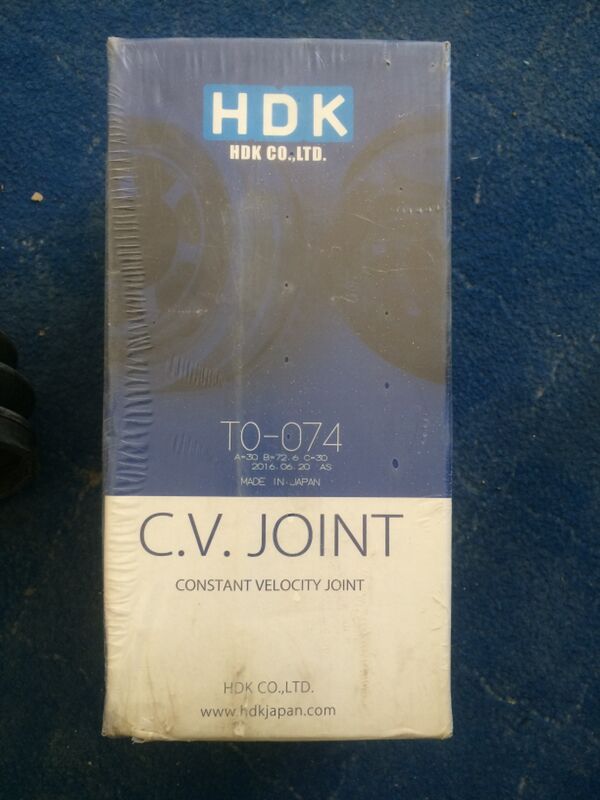 HDK
HDK CO.,LTD.
TO-074
A=30 B=72.6 C=30
2016.06.20 AS
MADE IN JAPAN
C.V. JOINT
CONSTANT VELOCITY JOINT
HDK CO.,LTD.
www.hdkjapan.com